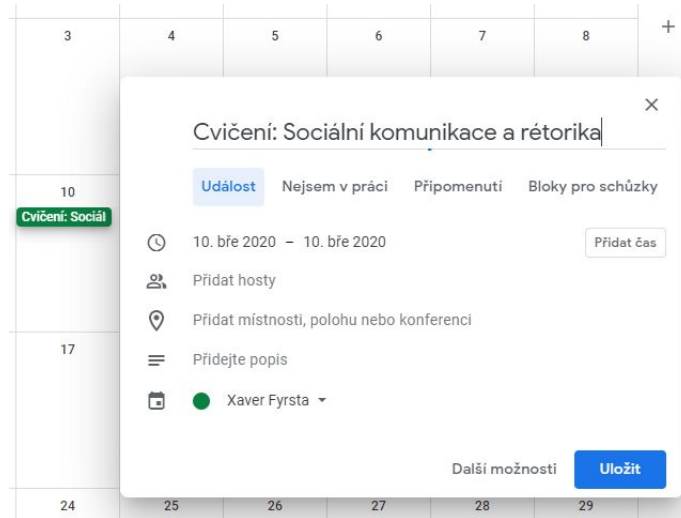 3 4 5 6 7 8
Cvičení: Sociální komunikace a rétorika
10
Událost Nejsem v práci Připomenutí Bloky pro schůzky
Cvičení: Sociál
10. bře 2020 – 10. bře 2020 Přidat čas
Přidat hosty
Přidat místnosti, polohu nebo konferenci
17
Přidejte popis
Xaver Fyrsta
Další možnosti Uložit
24 25 26 27 28 29